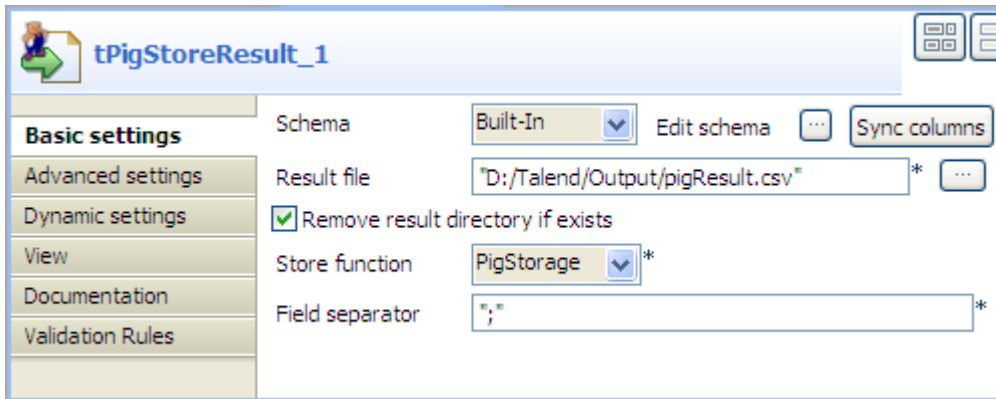 tPigStoreResult_1
Basic settings
Advanced settings
Dynamic settings
View
Documentation
Validation Rules
Schema Built-In Edit schema ... Sync columns
Result file "D:/Talend/Output/pigResult.csv" * ...
Remove result directory if exists
Store function PigStorage *
Field separator ";" *